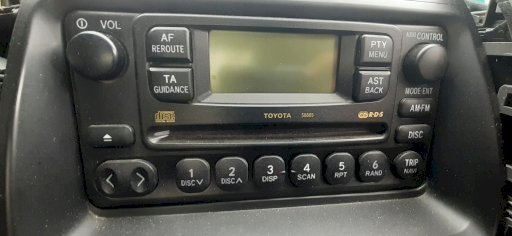 VOL
AF
REROUTE
TA
GUIDANCE
PTY
MENU
AST
BACK
AUDIO CONTROL
MODE·ENT
AM·FM
DISC
TOYOTA
R·D·S
1
DISC
2
DISC
3
DISP
4
SCAN
5
RPT
6
RAND
TRIP
NAVI